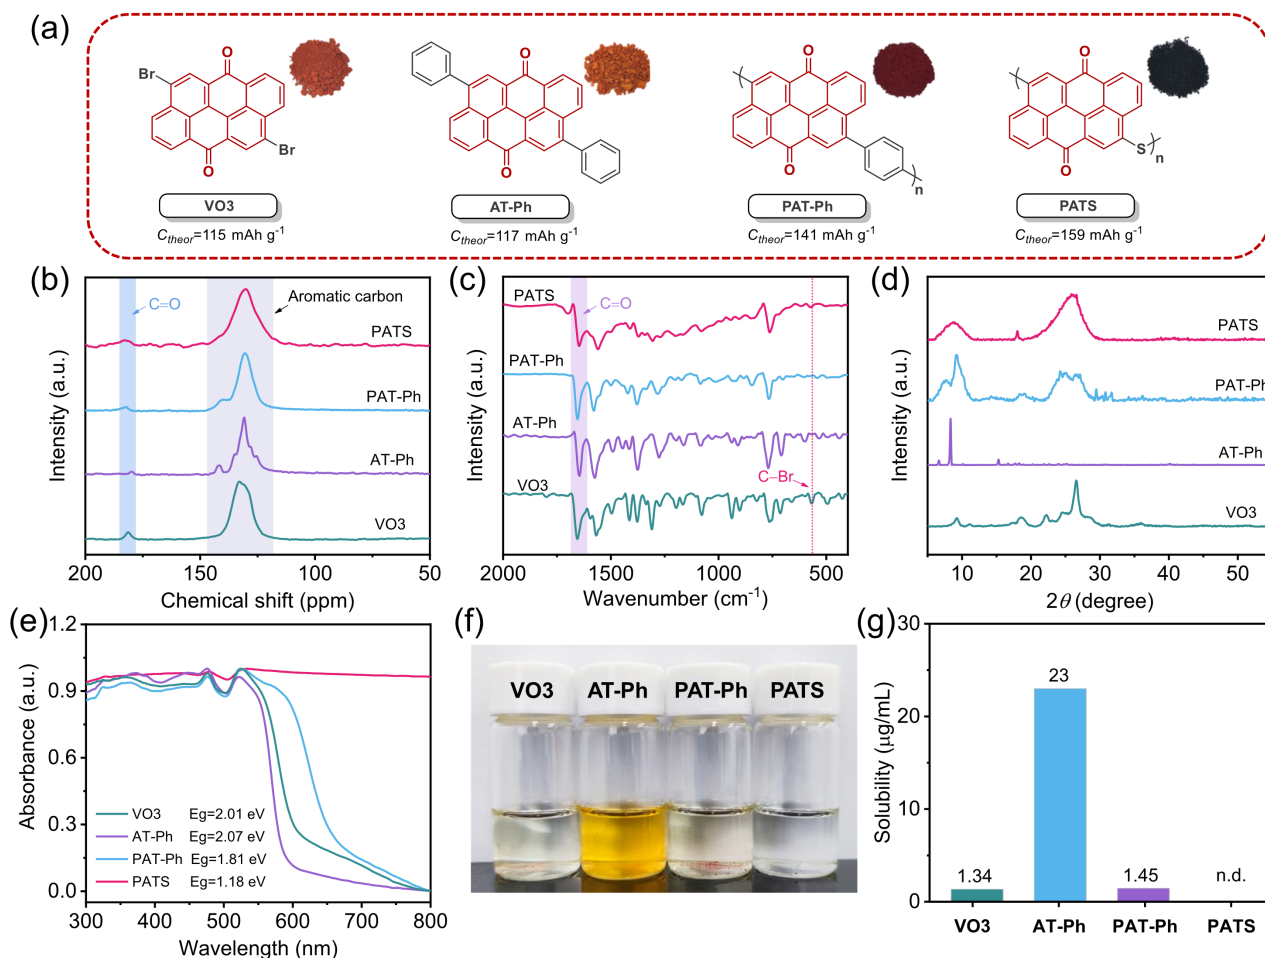 (a)
Br
O
O
Br
VO3
Ctheor=115 mAh g-1
O
O
AT-Ph
Ctheor=117 mAh g-1
O
O
n
PAT-Ph
Ctheor=141 mAh g-1
O
O
S
n
PATS
Ctheor=159 mAh g-1
(b)
C=O
Aromatic carbon
PATS
PAT-Ph
AT-Ph
VO3
Intensity (a.u.)
200
150
100
50
Chemical shift (ppm)
(c)
PATS
C=O
PAT-Ph
AT-Ph
C–Br
VO3
Intensity (a.u.)
2000
1500
1000
500
Wavenumber (cm-1)
(d)
PATS
PAT-Ph
AT-Ph
VO3
Intensity (a.u.)
10
20
30
40
50
2θ (degree)
(e)
1.2
0.9
0.6
0.3
0.0
Absorbance (a.u.)
VO3 Eg=2.01 eV
AT-Ph Eg=2.07 eV
PAT-Ph Eg=1.81 eV
PATS Eg=1.18 eV
300
400
500
600
700
800
Wavelength (nm)
(f)
VO3
AT-Ph
PAT-Ph
PATS
(g)
30
20
10
0
Solubility (μg/mL)
1.34
23
1.45
n.d.
VO3
AT-Ph
PAT-Ph
PATS